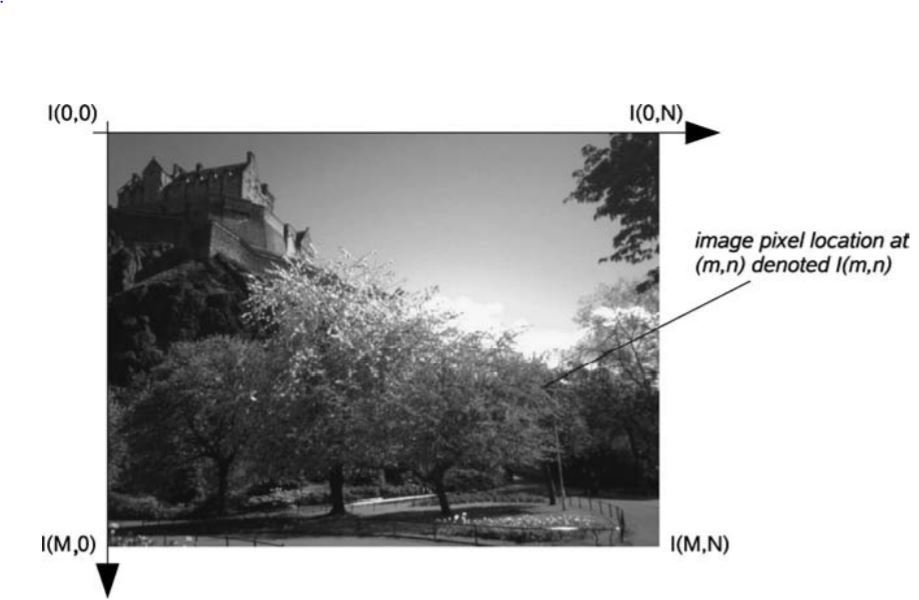 I(0,0)
I(0,N)
image pixel location at
(m,n) denoted I(m,n)
I(M,0)
I(M,N)